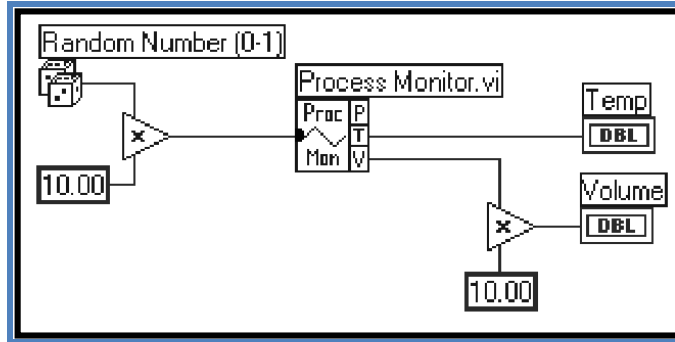 Random Number (0-1)
Process Monitor.vi
Temp
Proc P
T
DBL
Mon V
10.00
Volume
DBL
10.00
x
x